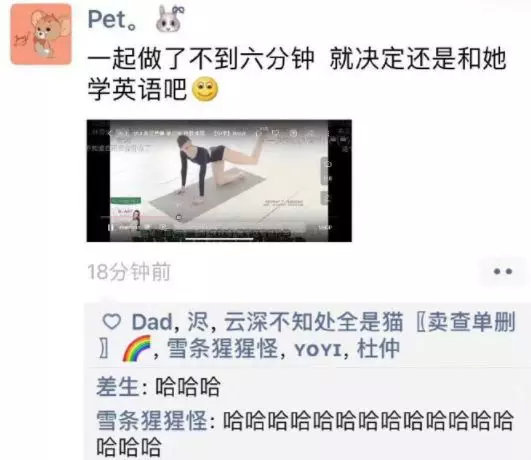 Pet。
一起做了不到六分钟 就决定还是和她
学英语吧
18分钟前
Dad, 浕, 云深不知处全是猫〖卖查单删
〗, 雪条猩猩怪, YOYI, 杜仲
差生: 哈哈哈
雪条猩猩怪: 哈哈哈哈哈哈哈哈哈哈哈哈哈
哈哈哈